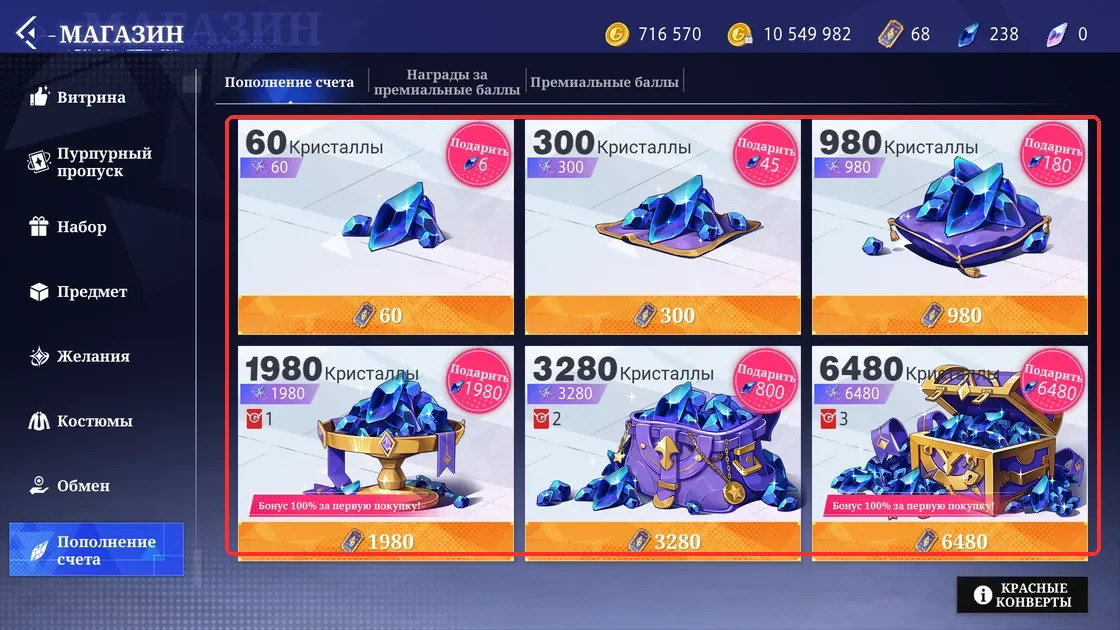 МАГАЗИН
716 570
10 549 982
68
238
0
Витрина
Пурпурный
пропуск
Набор
Предмет
Желания
Костюмы
Обмен
Пополнение
счета
Пополнение счета
Награды за
премиальные баллы
Премиальные баллы
60 Кристаллы
60
Подарить
6
60
300 Кристаллы
300
Подарить
45
300
980 Кристаллы
980
Подарить
180
980
1980 Кристаллы
1980
Подарить
1980
1
Бонус 100% за первую покупку!
1980
3280 Кристаллы
3280
Подарить
800
2
3280
6480 Кристаллы
6480
Подарить
6480
3
Бонус 100% за первую покупку!
6480
КРАСНЫЕ
КОНВЕРТЫ